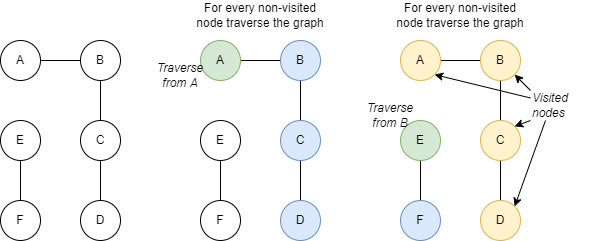 A
B
E
C
F
D
For every non-visited
node traverse the graph
Traverse
from A
A
B
E
C
F
D
For every non-visited
node traverse the graph
A
B
Visited
nodes
Traverse
from B
E
C
F
D